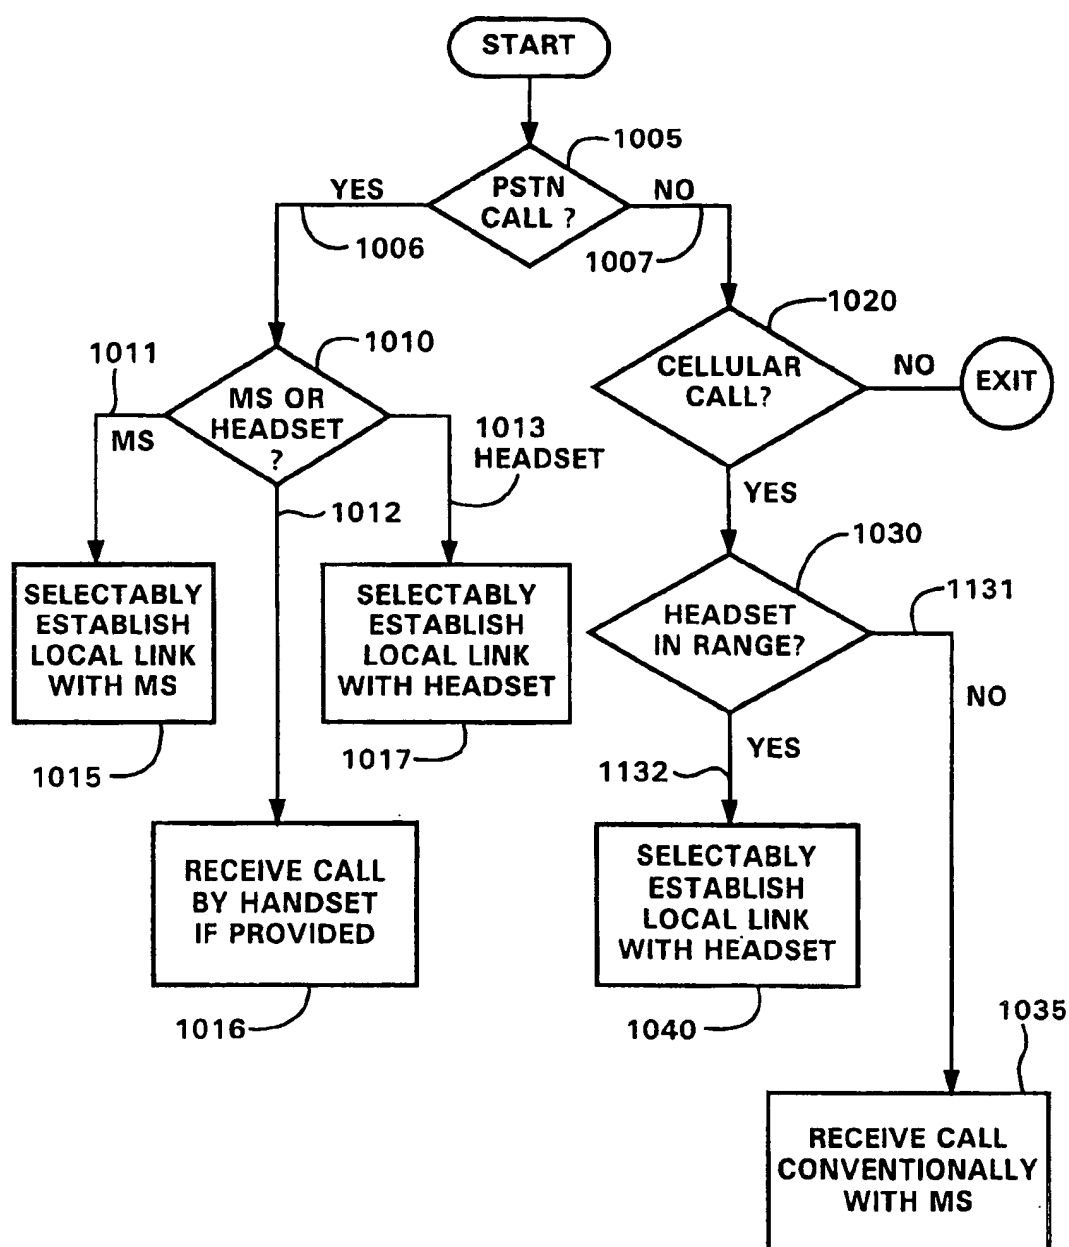 START
1005
PSTN
CALL ?
YES
NO
1006
1007
1020
CELLULAR
CALL?
NO
EXIT
1011
1010
MS OR
HEADSET
?
MS
1013
HEADSET
1012
YES
1030
HEADSET
IN RANGE?
1131
NO
SELECTABLY
ESTABLISH
LOCAL LINK
WITH MS
SELECTABLY
ESTABLISH
LOCAL LINK
WITH HEADSET
1015
1017
YES
1132
RECEIVE CALL
BY HANDSET
IF PROVIDED
SELECTABLY
ESTABLISH
LOCAL LINK
WITH HEADSET
1016
1040
1035
RECEIVE CALL
CONVENTIONALLY
WITH MS